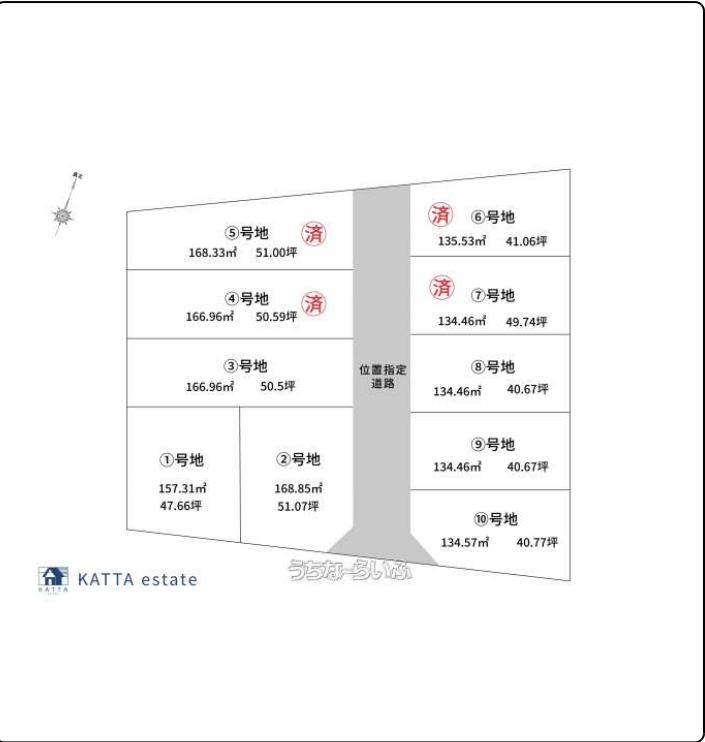 真北
⑤号地
済
168.33㎡ 51.00坪
④号地
済
166.96㎡ 50.59坪
③号地
166.96㎡ 50.5坪
①号地
157.31㎡
47.66坪
②号地
168.85㎡
51.07坪
位置指定
道路
済
⑥号地
135.53㎡ 41.06坪
済
⑦号地
134.46㎡ 49.74坪
⑧号地
134.46㎡ 40.67坪
⑨号地
134.46㎡ 40.67坪
⑩号地
134.57㎡ 40.77坪
うちなーらいふ
KATTA
KATTA estate